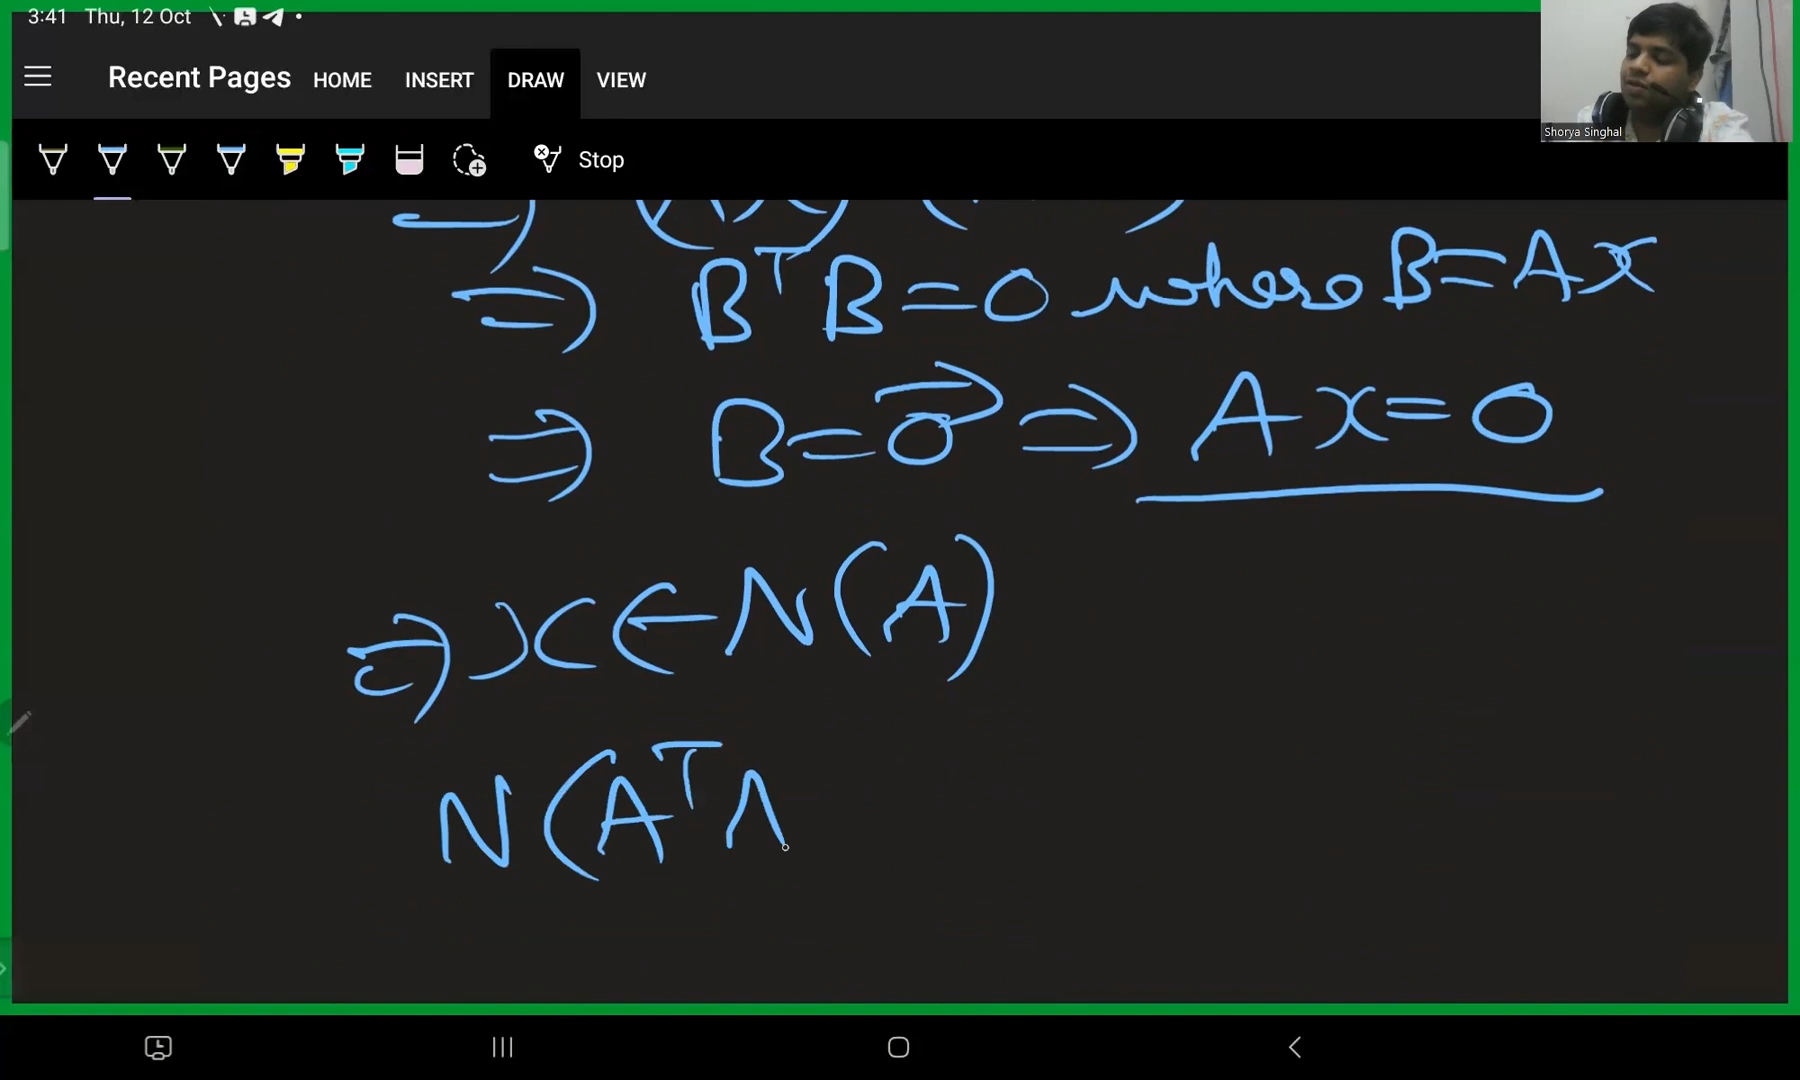 3:41 Thu, 12 Oct
Recent Pages HOME INSERT DRAW VIEW
Shorya Singhal
Stop
⇒ BᵀB = 0 where B = Ax
⇒ B = 0⃗ ⇒ Ax = 0
⇒ x ∈ N(A)
N(AᵀΛ